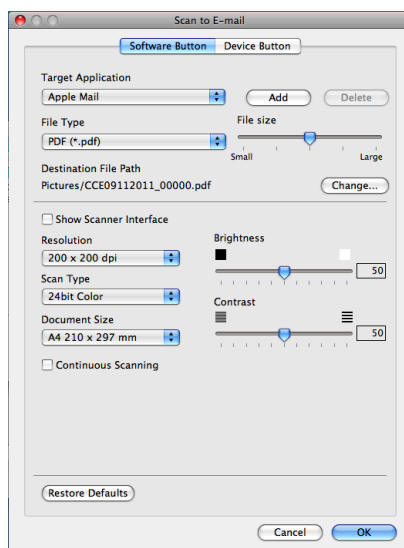 Scan to E-mail
Software Button Device Button
Target Application
Apple Mail Add Delete
File Type File size
PDF (*.pdf)
Small Large
Destination File Path
Pictures/CCE09112011_00000.pdf Change...
Show Scanner Interface
Resolution Brightness
200 x 200 dpi
50
Scan Type
24bit Color
Contrast
Document Size
A4 210 x 297 mm 50
Continuous Scanning
Restore Defaults
Cancel OK